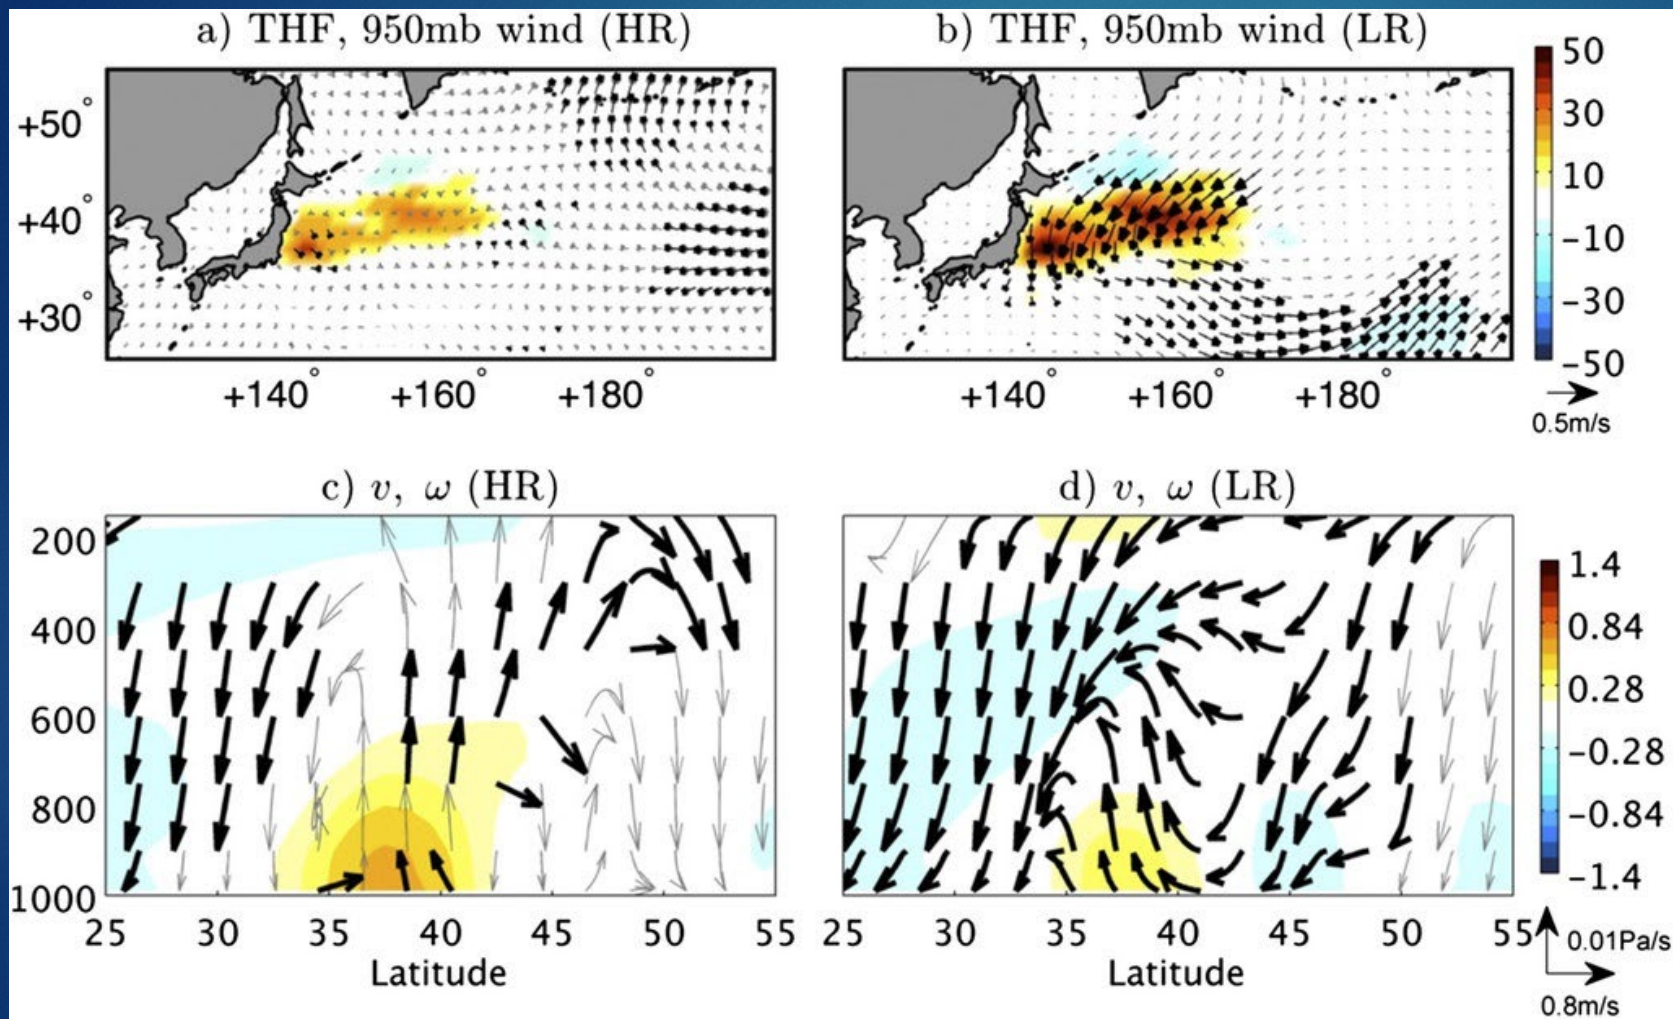 a) THF, 950mb wind (HR)
b) THF, 950mb wind (LR)
+50°
+40°
+30°
+140° +160° +180°
+140° +160° +180°
50
30
10
−10
−30
−50
0.5m/s
c) v, ω (HR)
d) v, ω (LR)
200
400
600
800
1000
25 30 35 40 45 50 55
Latitude
25 30 35 40 45 50 55
Latitude
1.4
0.84
0.28
−0.28
−0.84
−1.4
0.01Pa/s
0.8m/s